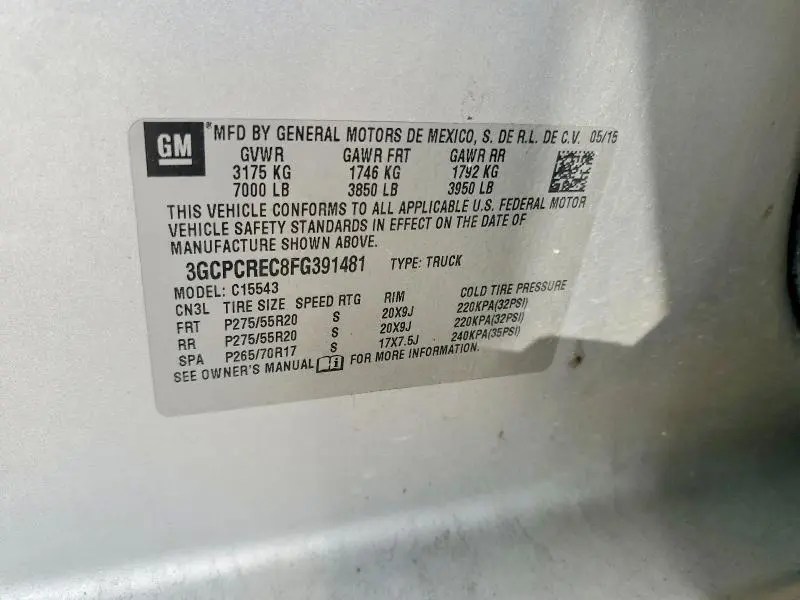 GM
*MFD BY GENERAL MOTORS DE MEXICO, S. DE R.L. DE C.V. 05/15
GVWR GAWR FRT GAWR RR
3175 KG 1746 KG 1792 KG
7000 LB 3850 LB 3950 LB
THIS VEHICLE CONFORMS TO ALL APPLICABLE U.S. FEDERAL MOTOR
VEHICLE SAFETY STANDARDS IN EFFECT ON THE DATE OF
MANUFACTURE SHOWN ABOVE.
3GCPCREC8FG391481 TYPE: TRUCK
MODEL: C15543
CN3L TIRE SIZE SPEED RTG RIM COLD TIRE PRESSURE
FRT P275/55R20 S 20X9J 220KPA(32PSI)
RR P275/55R20 S 20X9J 220KPA(32PSI)
SPA P265/70R17 S 17X7.5J 240KPA(35PSI)
SEE OWNER'S MANUAL i FOR MORE INFORMATION.